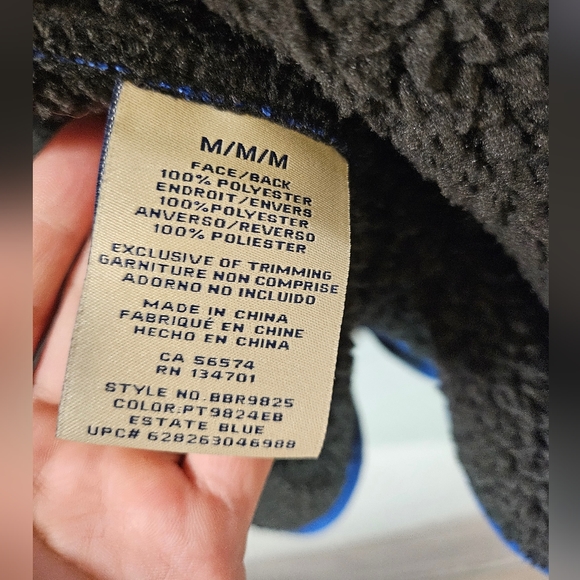 M/M/M
FACE/BACK
100% POLYESTER
ENDROIT/ENVERS
100%POLYESTER
ANVERSO/REVERSO
100% POLIESTER
EXCLUSIVE OF TRIMMING
GARNITURE NON COMPRISE
ADORNO NO INCLUIDO
MADE IN CHINA
FABRIQUÉ EN CHINE
HECHO EN CHINA
CA 56574
RN 134701
STYLE NO.BBR9825
COLOR:PT9824EB
ESTATE BLUE
UPC# 628263046988